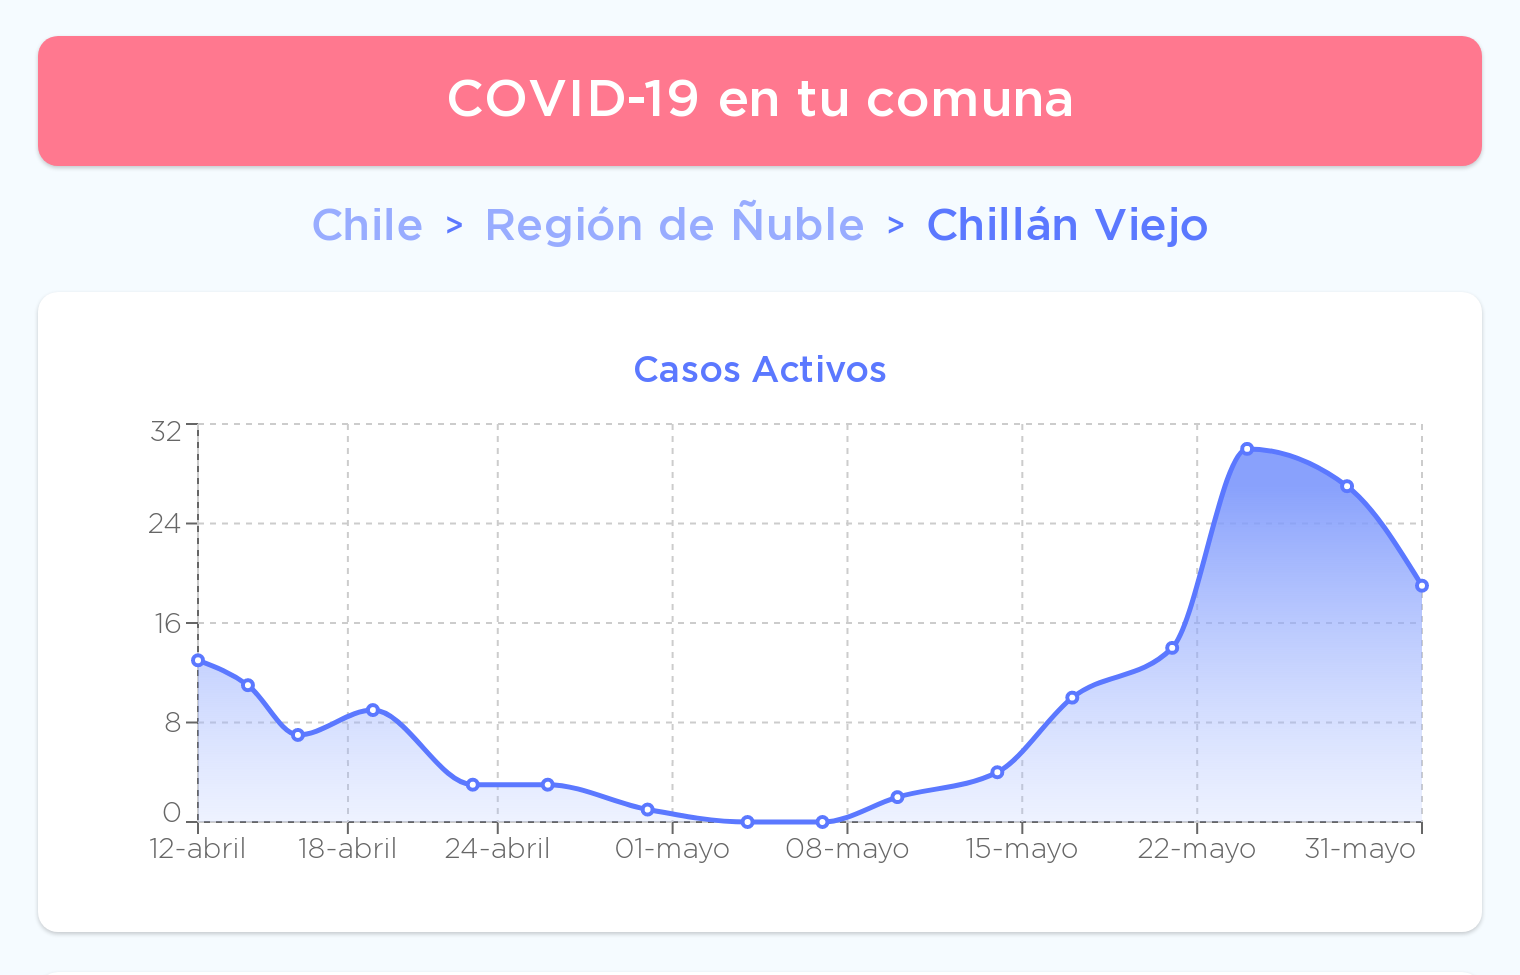 COVID-19 en tu comuna
Chile > Región de Ñuble > Chillán Viejo
Casos Activos
32
24
16
8
0
12-abril 18-abril 24-abril 01-mayo 08-mayo 15-mayo 22-mayo 31-mayo